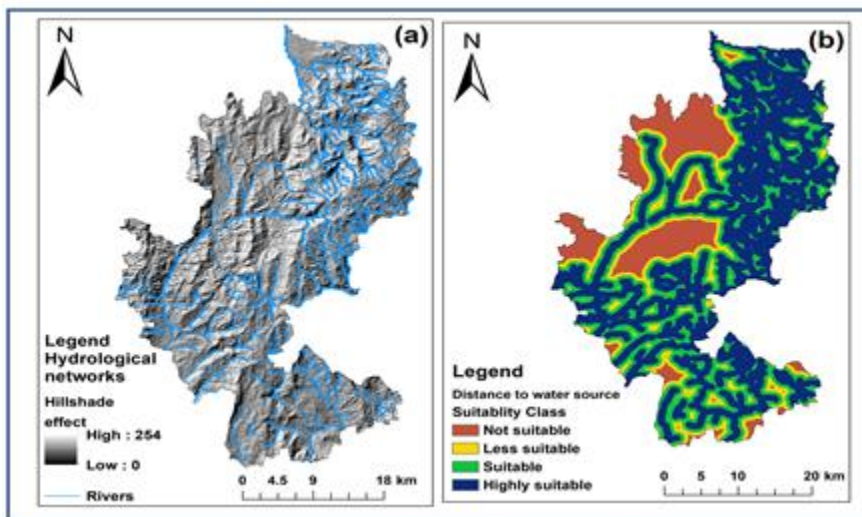 N
(a)
Legend
Hydrological
networks
Hillshade
effect
High : 254
Low : 0
Rivers
0 4.5 9 18 km
N
(b)
Legend
Distance to water source
Suitablity Class
Not suitable
Less suitable
Suitable
Highly suitable
0 5 10 20 km